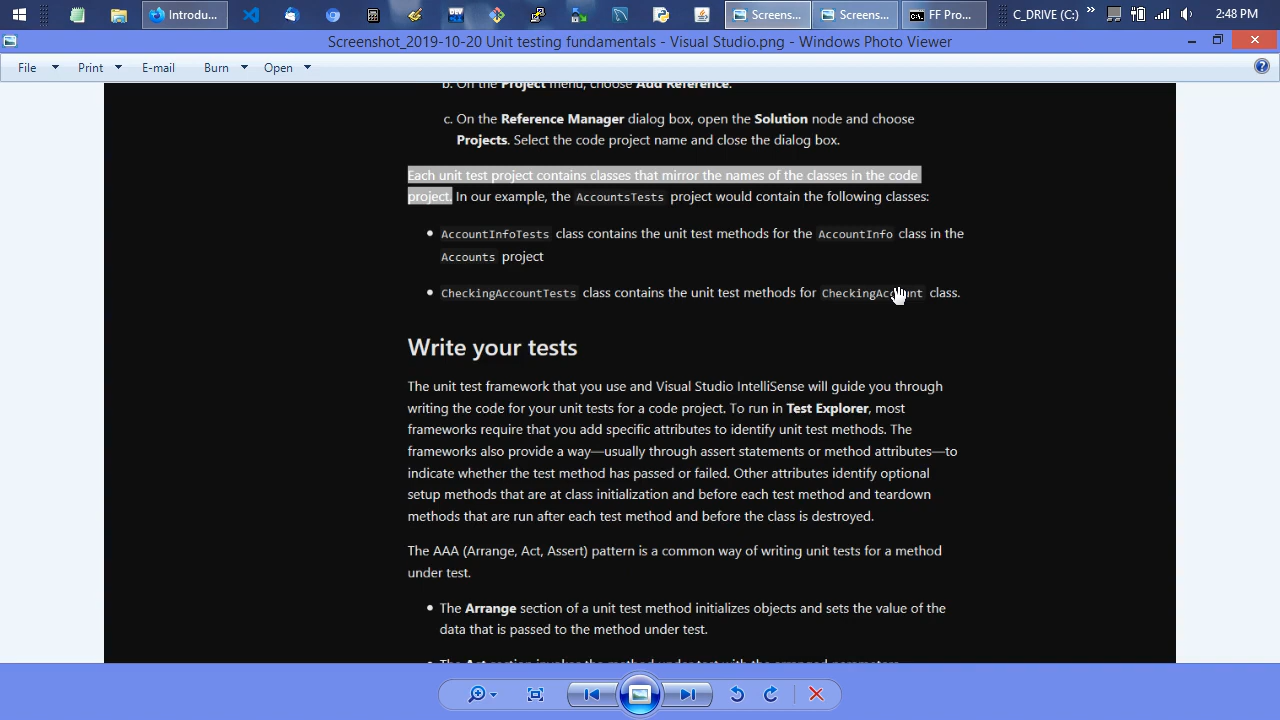 Introdu...
Screens...
Screens...
FF Pro...
C_DRIVE (C:)
2:48 PM
Screenshot_2019-10-20 Unit testing fundamentals - Visual Studio.png - Windows Photo Viewer
File
Print
E-mail
Burn
Open
b. On the Project menu, choose Add Reference.
c. On the Reference Manager dialog box, open the Solution node and choose
Projects. Select the code project name and close the dialog box.
Each unit test project contains classes that mirror the names of the classes in the code
project. In our example, the AccountsTests project would contain the following classes:
• AccountInfoTests class contains the unit test methods for the AccountInfo class in the
Accounts project
• CheckingAccountTests class contains the unit test methods for CheckingAccount class.
Write your tests
The unit test framework that you use and Visual Studio IntelliSense will guide you through
writing the code for your unit tests for a code project. To run in Test Explorer, most
frameworks require that you add specific attributes to identify unit test methods. The
frameworks also provide a way—usually through assert statements or method attributes—to
indicate whether the test method has passed or failed. Other attributes identify optional
setup methods that are at class initialization and before each test method and teardown
methods that are run after each test method and before the class is destroyed.
The AAA (Arrange, Act, Assert) pattern is a common way of writing unit tests for a method
under test.
• The Arrange section of a unit test method initializes objects and sets the value of the
data that is passed to the method under test.
• The Act section invokes the method under test with the arranged parameters.